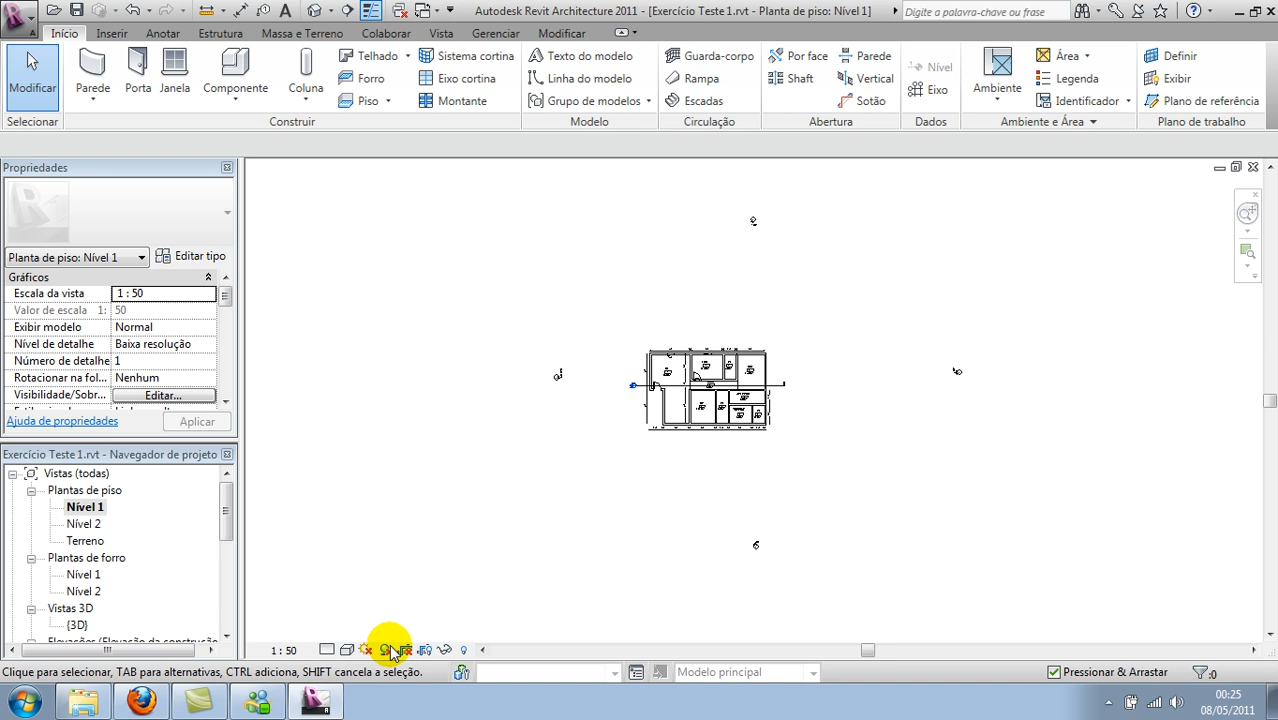 Autodesk Revit Architecture 2011 - [Exercício Teste 1.rvt - Planta de piso: Nível 1]
Digite a palavra-chave ou frase
Início Inserir Anotar Estrutura Massa e Terreno Colaborar Vista Gerenciar Modificar
Modificar
Parede
Porta
Janela
Componente
Coluna
Telhado
Forro
Piso
Sistema cortina
Eixo cortina
Montante
Texto do modelo
Linha do modelo
Grupo de modelos
Guarda-corpo
Rampa
Escadas
Por face
Shaft
Parede
Vertical
Sotão
Nível
Eixo
Ambiente
Área
Legenda
Identificador
Definir
Exibir
Plano de referência
Selecionar
Construir
Modelo
Circulação
Abertura
Dados
Ambiente e Área
Plano de trabalho
Propriedades
Planta de piso: Nível 1
Editar tipo
Gráficos
Escala da vista 1 : 50
Valor de escala 1: 50
Exibir modelo Normal
Nível de detalhe Baixa resolução
Número de detalhe 1
Rotacionar na fol... Nenhum
Visibilidade/Sobr... Editar...
Ajuda de propriedades
Aplicar
Exercício Teste 1.rvt - Navegador de projeto
Vistas (todas)
Plantas de piso
Nível 1
Nível 2
Terreno
Plantas de forro
Nível 1
Nível 2
Vistas 3D
{3D}
Elevações (Elevação da construção
1 : 50
Clique para selecionar, TAB para alternativas, CTRL adiciona, SHIFT cancela a seleção.
Modelo principal
Pressionar & Arrastar
:0
00:25
08/05/2011